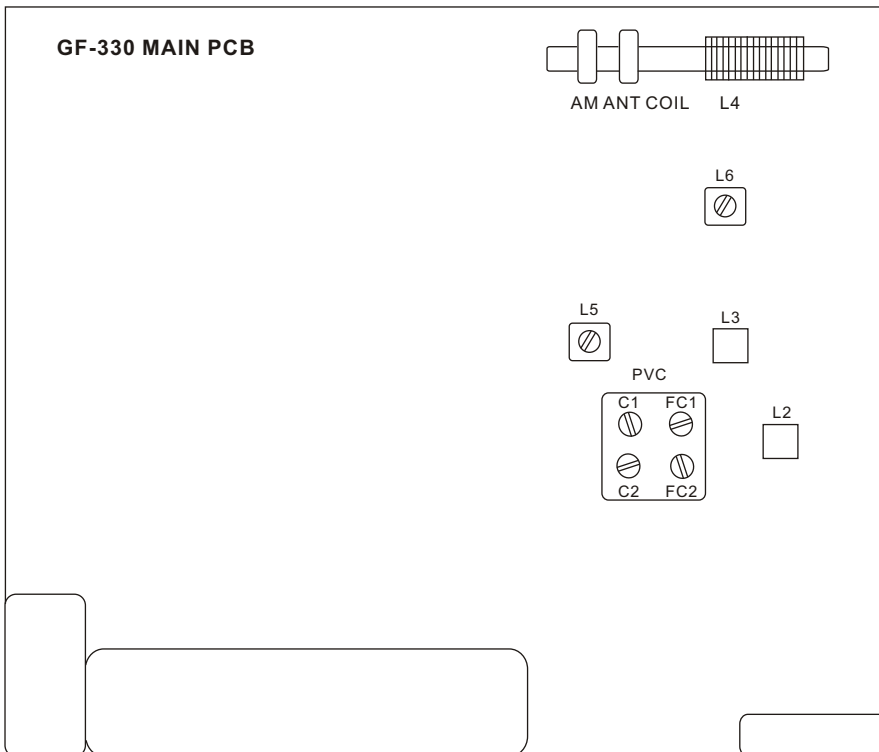 GF-330 MAIN PCB
AM ANT COIL L4
L6
L5
L3
PVC
C1 FC1
L2
C2 FC2